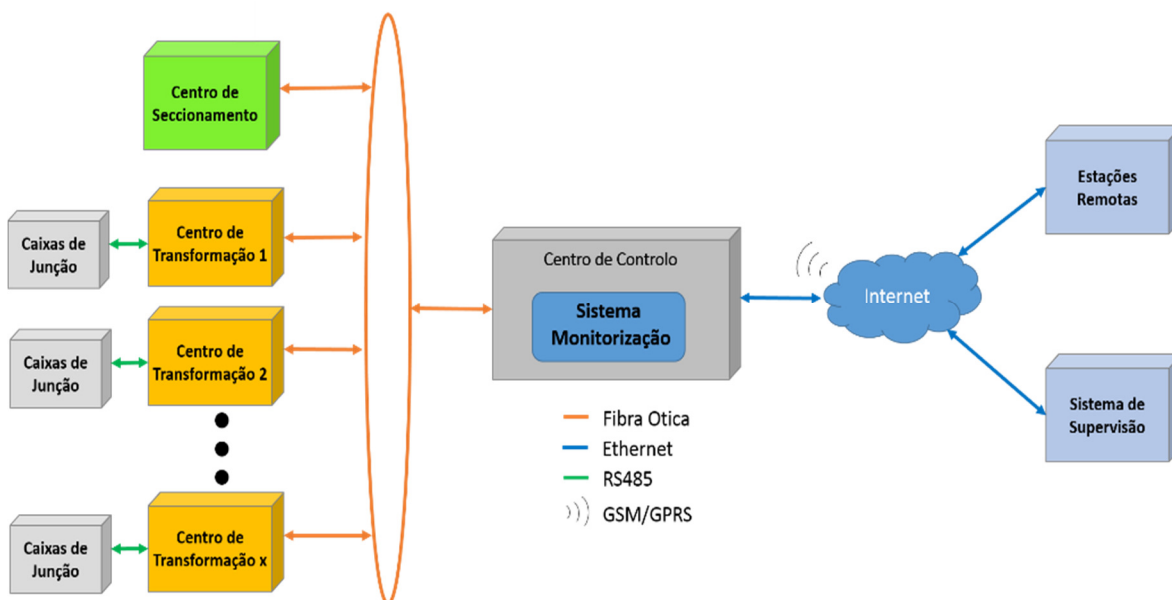 Centro de
Seccionamento
Caixas de
Junção
Centro de
Transformação 1
Caixas de
Junção
Centro de
Transformação 2
Caixas de
Junção
Centro de
Transformação x
Centro de Controlo
Sistema
Monitorização
Internet
Estações
Remotas
Sistema de
Supervisão
Fibra Otica
Ethernet
RS485
GSM/GPRS